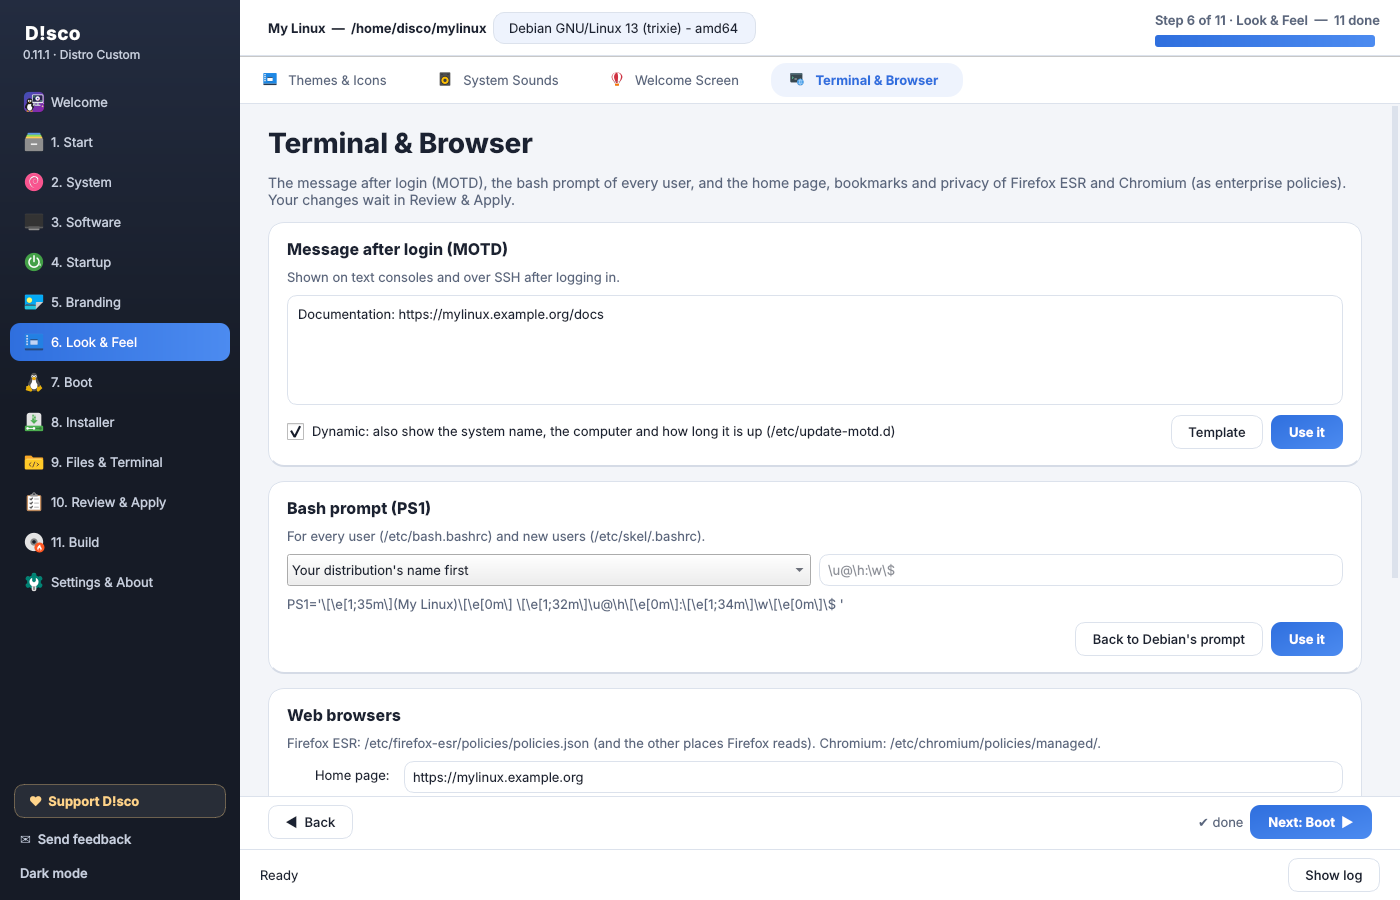 D!sco
0.11.1 · Distro Custom
Welcome
1. Start
2. System
3. Software
4. Startup
5. Branding
6. Look & Feel
7. Boot
8. Installer
9. Files & Terminal
10. Review & Apply
11. Build
Settings & About
Support D!sco
Send feedback
Dark mode
My Linux — /home/disco/mylinux
Debian GNU/Linux 13 (trixie) - amd64
Step 6 of 11 · Look & Feel — 11 done
Themes & Icons
System Sounds
Welcome Screen
Terminal & Browser
Terminal & Browser
The message after login (MOTD), the bash prompt of every user, and the home page, bookmarks and privacy of Firefox ESR and Chromium (as enterprise policies).
Your changes wait in Review & Apply.
Message after login (MOTD)
Shown on text consoles and over SSH after logging in.
Documentation: https://mylinux.example.org/docs
Dynamic: also show the system name, the computer and how long it is up (/etc/update-motd.d)
Template
Use it
Bash prompt (PS1)
For every user (/etc/bash.bashrc) and new users (/etc/skel/.bashrc).
Your distribution's name first
\u@\h:\w\$
PS1='\[\e[1;35m\](My Linux)\[\e[0m\] \[\e[1;32m\]\u@\h\[\e[0m\]:\[\e[1;34m\]\w\[\e[0m\]\$ '
Back to Debian's prompt
Use it
Web browsers
Firefox ESR: /etc/firefox-esr/policies/policies.json (and the other places Firefox reads). Chromium: /etc/chromium/policies/managed/.
Home page:
https://mylinux.example.org
◀ Back
✔ done
Next: Boot ▶
Ready
Show log